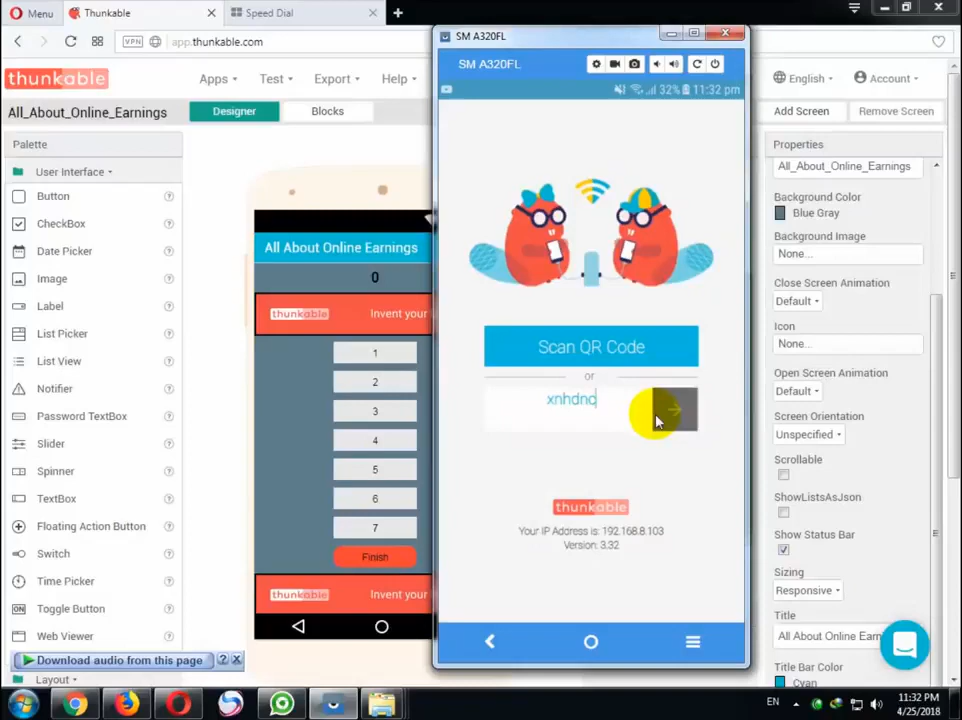 Menu
Thunkable
Speed Dial
VPN
app.thunkable.com
thunkable
Apps
Test
Export
Help
English
Account
All_About_Online_Earnings
Designer
Blocks
Add Screen
Remove Screen
Palette
User Interface
Button
CheckBox
Date Picker
Image
Label
List Picker
List View
Notifier
Password TextBox
Slider
Spinner
TextBox
Floating Action Button
Switch
Time Picker
ON
Toggle Button
Web Viewer
Download audio from this page
Layout
All About Online Earnings
0
thunkable
Invent your
1
2
3
4
5
6
7
Finish
thunkable
Invent your
SM A320FL
SM A320FL
32% 11:32 pm
Scan QR Code
or
xnhdnc
thunkable
Your IP Address is: 192.168.8.103
Version: 3.32
Properties
All_About_Online_Earnings
Background Color
Blue Gray
Background Image
None...
Close Screen Animation
Default
Icon
None...
Open Screen Animation
Default
Screen Orientation
Unspecified
Scrollable
ShowListsAsJson
Show Status Bar
Sizing
Responsive
Title
All About Online Earn
Title Bar Color
Cyan
EN
11:32 PM
4/25/2018